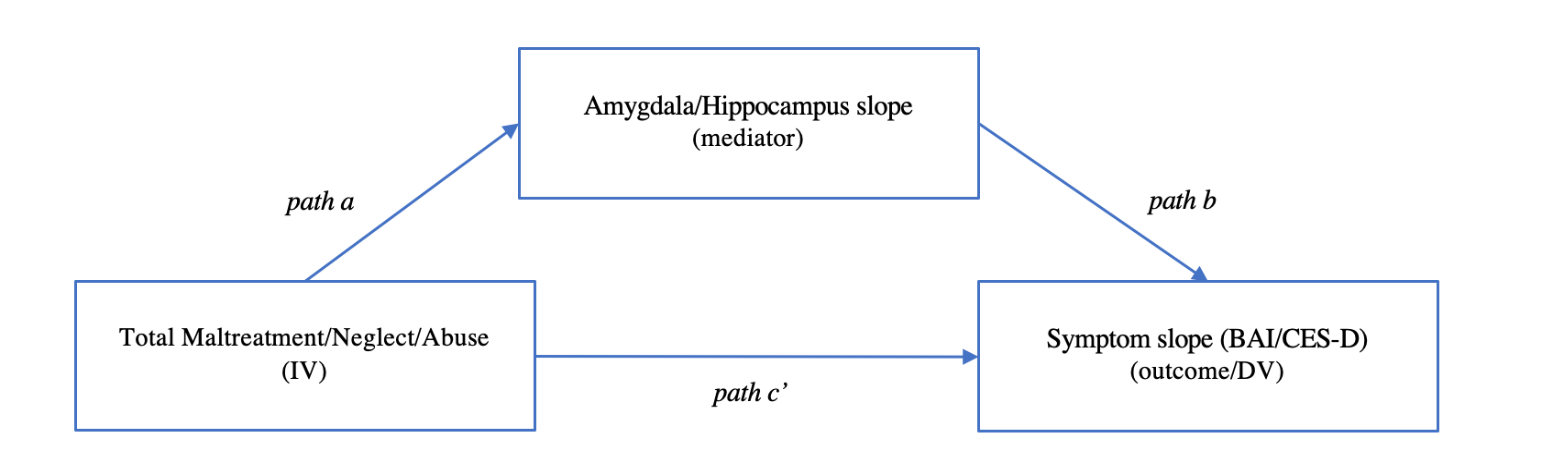 Amygdala/Hippocampus slope
(mediator)
path a
path b
Total Maltreatment/Neglect/Abuse
(IV)
Symptom slope (BAI/CES-D)
(outcome/DV)
path c’